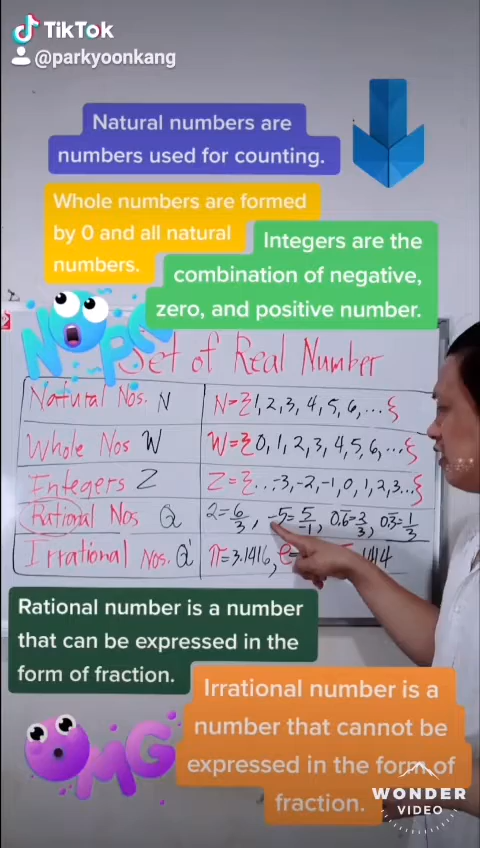 TikTok
@parkyoonkang
Natural numbers are
numbers used for counting.
Whole numbers are formed
by 0 and all natural
numbers.
Integers are the
combination of negative,
zero, and positive number.
NOPE
Set of Real Number
Natural Nos. N
N={1, 2, 3, 4, 5, 6, ...}
Whole Nos W
W={0, 1, 2, 3, 4, 5, 6, ...}
Integers Z
Z={...-3, -2, -1, 0, 1, 2, 3...}
Rational Nos Q
2=6/3, -5=5/-1, 0.6̅=2/3, 0.3̅=1/3
Irrational Nos. Q'
π=3.1416, e=
.1414
Rational number is a number
that can be expressed in the
form of fraction.
Irrational number is a
number that cannot be
expressed in the form of
fraction.
OMG
WONDER
VIDEO